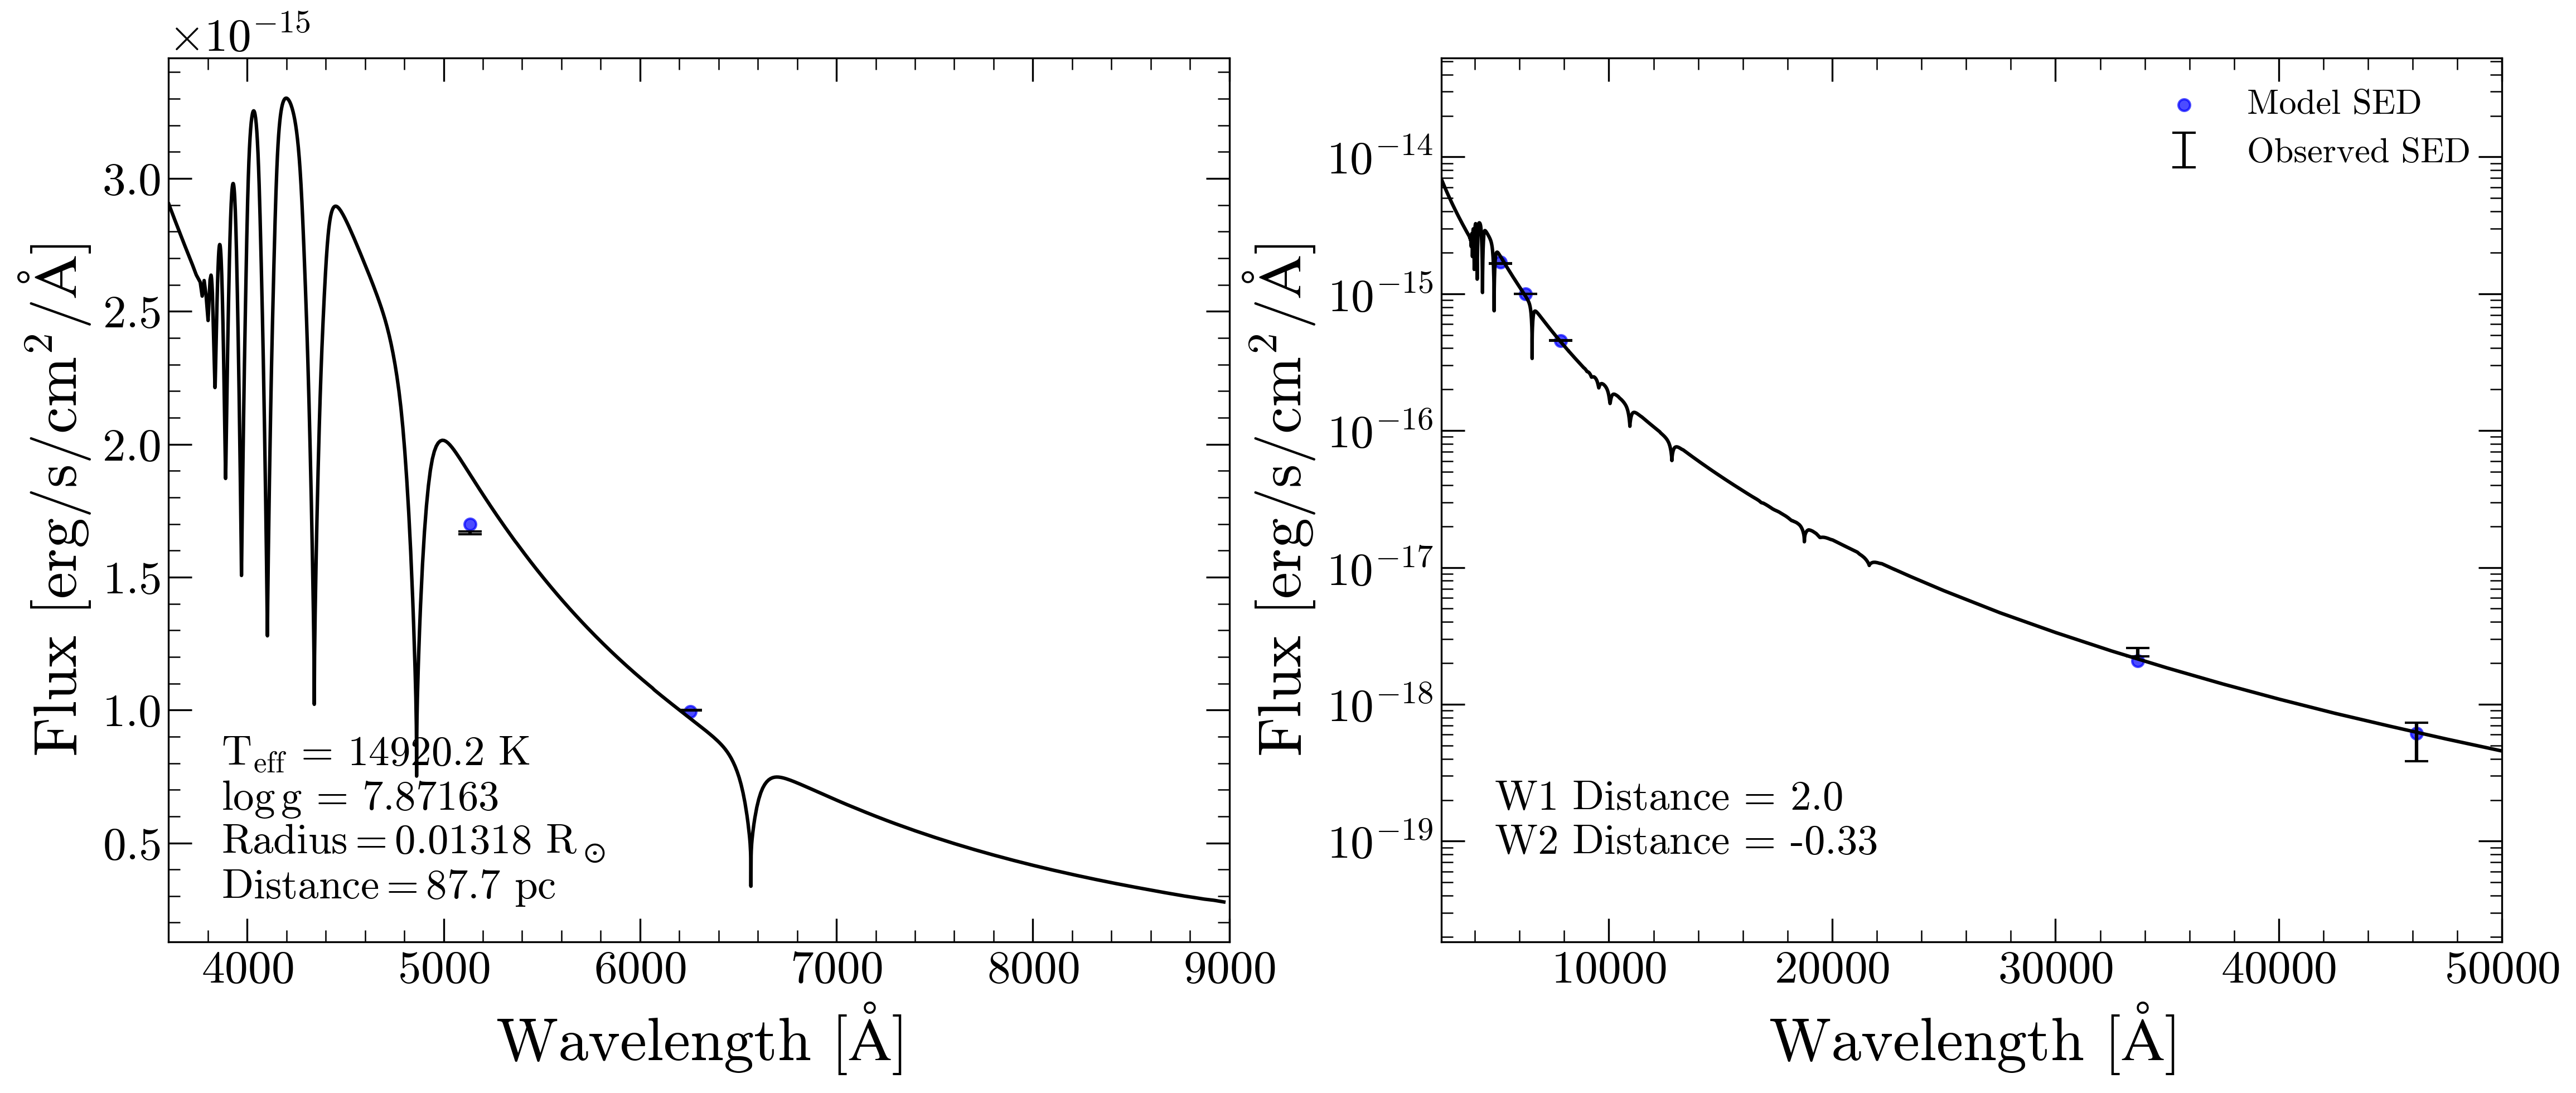 ×10⁻¹⁵
Flux [erg/s/cm²/Å]
3.0
2.5
2.0
1.5
1.0
0.5
T_eff = 14920.2 K
log g = 7.87163
Radius = 0.01318 R_⊙
Distance = 87.7 pc
4000 5000 6000 7000 8000 9000
Wavelength [Å]
Flux [erg/s/cm²/Å]
10⁻¹⁴
10⁻¹⁵
10⁻¹⁶
10⁻¹⁷
10⁻¹⁸
10⁻¹⁹
Model SED
Observed SED
W1 Distance = 2.0
W2 Distance = -0.33
10000 20000 30000 40000 50000
Wavelength [Å]